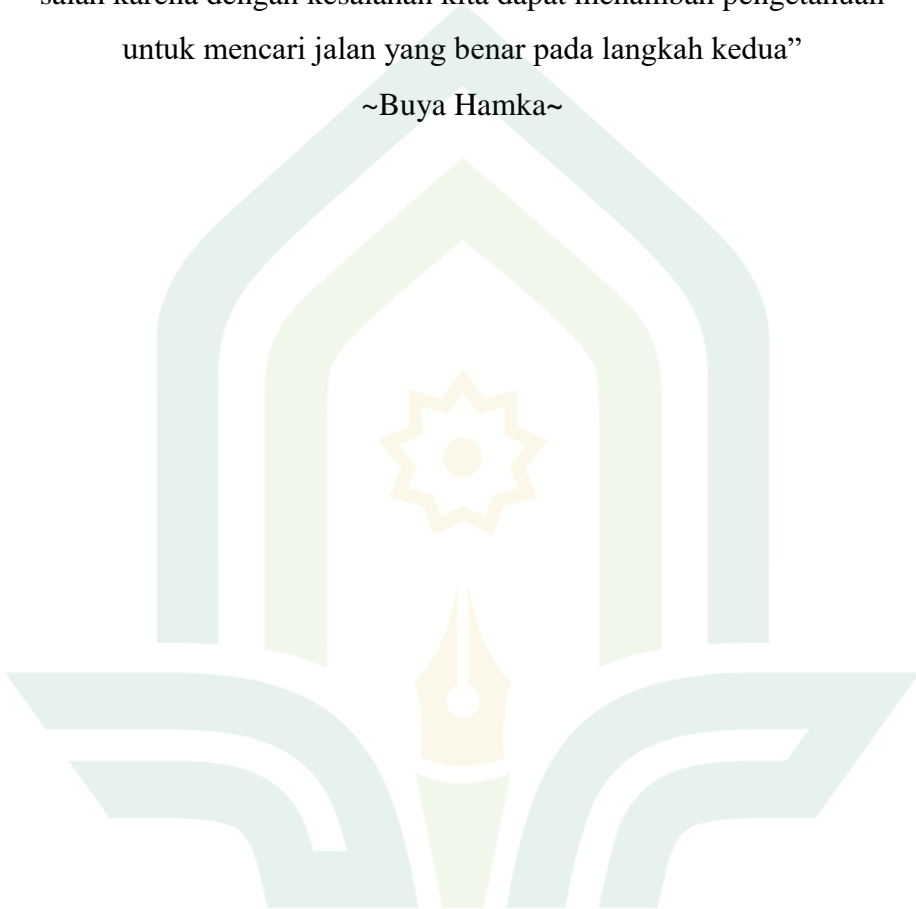 salah karena dengan kesalahan kita dapat menambah pengetahuan
untuk mencari jalan yang benar pada langkah kedua”
~Buya Hamka~